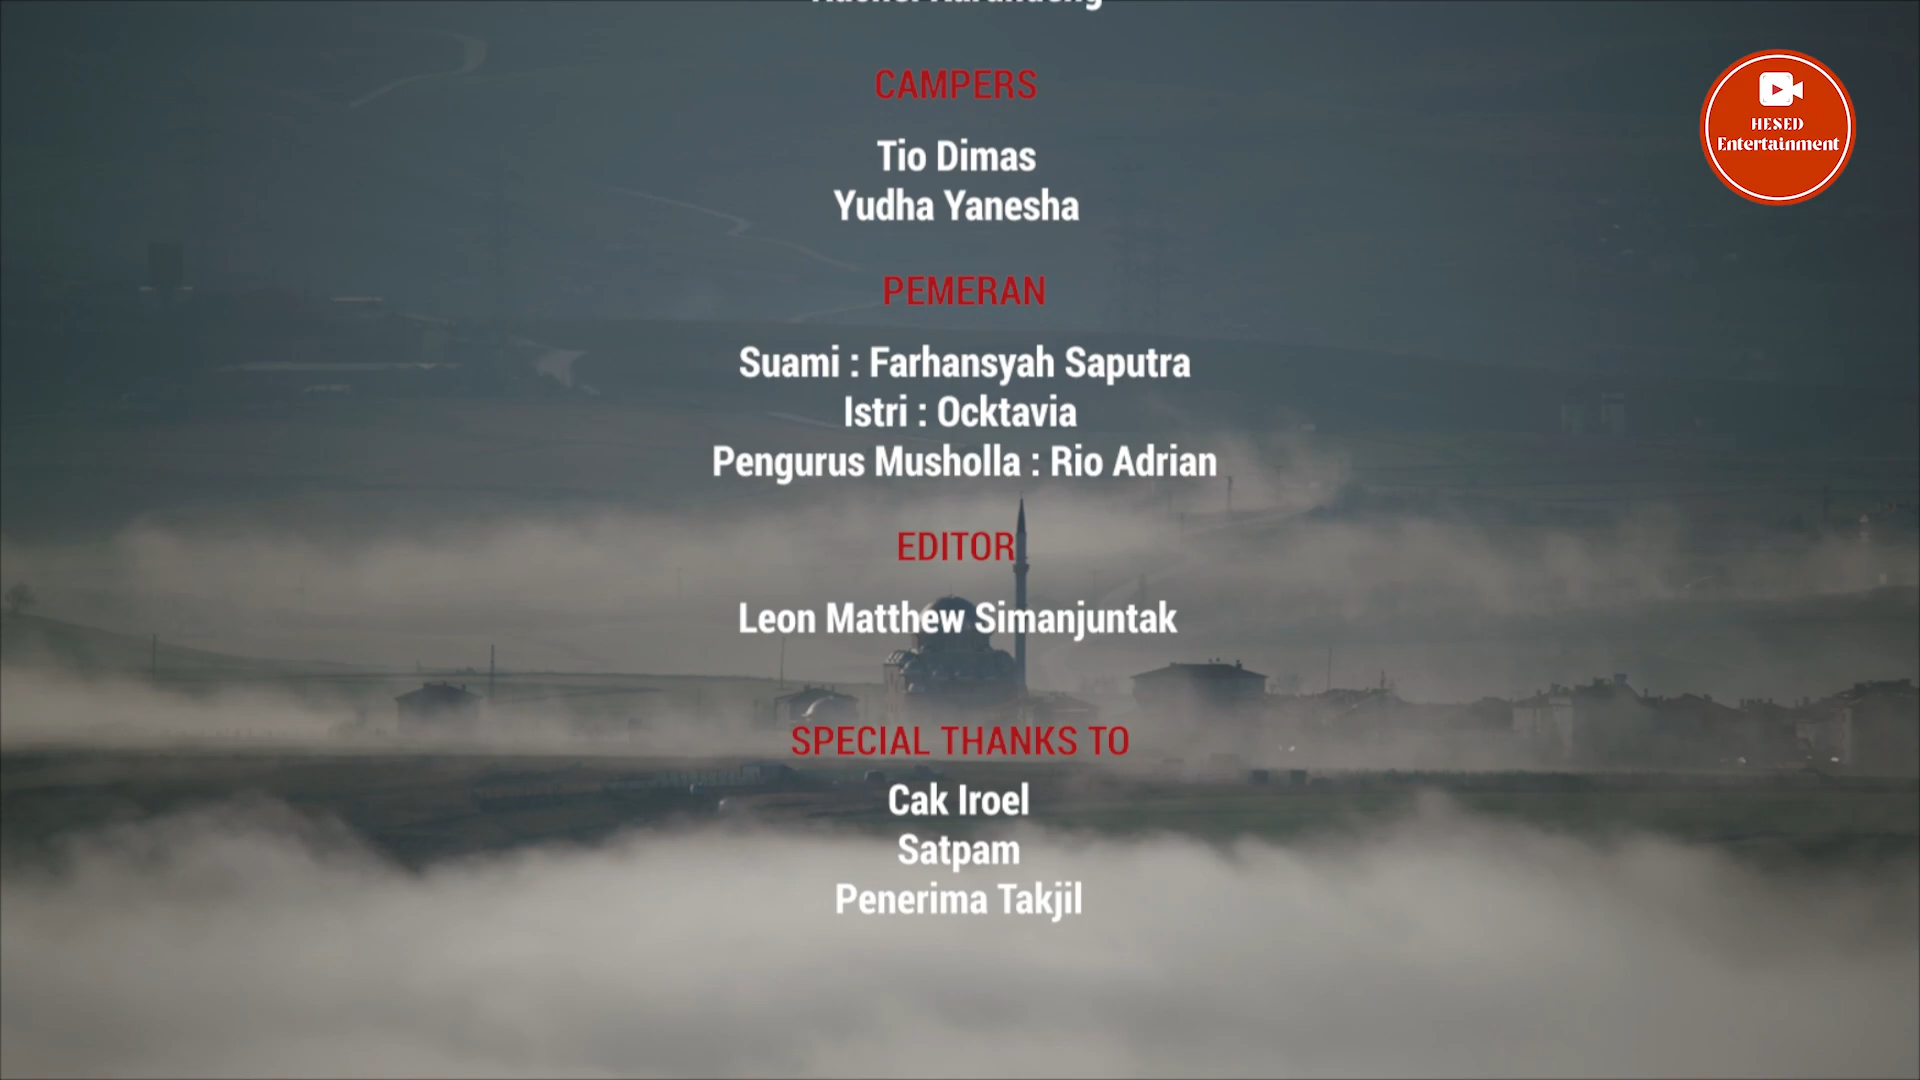 CAMPERS
Tio Dimas
Yudha Yanesha
PEMERAN
Suami : Farhansyah Saputra
Istri : Ocktavia
Pengurus Musholla : Rio Adrian
EDITOR
Leon Matthew Simanjuntak
SPECIAL THANKS TO
Cak Iroel
Satpam
Penerima Takjil
HESED
Entertainment